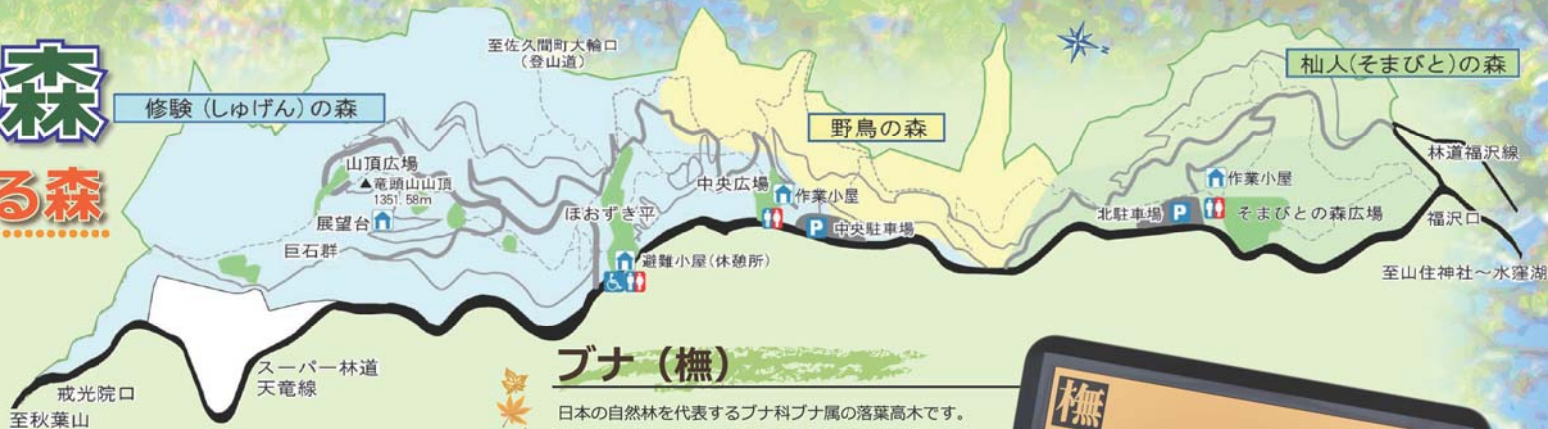 森
る森
至佐久間町大輪口
(登山道)
修験(しゅげん)の森
野鳥の森
杣人(そまびと)の森
N
山頂広場
▲竜頭山山頂
1351.58m
展望台
巨石群
ほおずき平
避難小屋(休憩所)
中央広場
作業小屋
P 中央駐車場
作業小屋
北駐車場 P
そまびとの森広場
林道福沢線
福沢口
至山住神社～水窪湖
スーパー林道
天竜線
戒光院口
至秋葉山
ブナ(橅)
日本の自然林を代表するブナ科ブナ属の落葉高木です。
橅